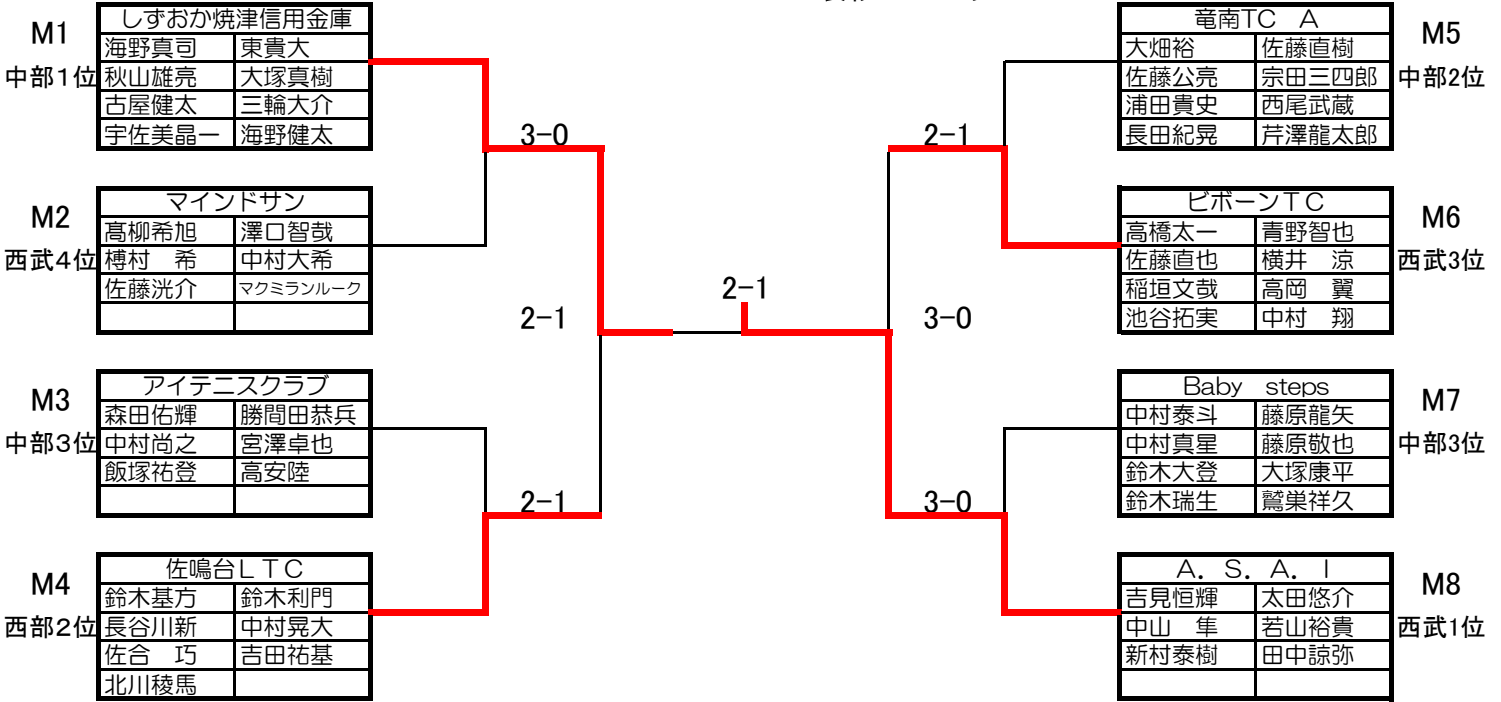 M1
中部1位
しずおか焼津信用金庫
海野真司 東貴大
秋山雄亮 大塚真樹
古屋健太 三輪大介
宇佐美晶一 海野健太
M2
西武4位
マインドサン
髙柳希旭 澤口智哉
榑村 希 中村大希
佐藤洸介 マクミランルーク
M3
中部3位
アイテニスクラブ
森田佑輝 勝間田恭兵
中村尚之 宮澤卓也
飯塚祐登 高安陸
M4
西部2位
佐鳴台LTC
鈴木基方 鈴木利門
長谷川新 中村晃大
佐合 巧 吉田祐基
北川稜馬
3-0
2-1
2-1
2-1
2-1
3-0
3-0
竜南TC A
大畑裕 佐藤直樹
佐藤公亮 宗田三四郎
浦田貴史 西尾武蔵
長田紀晃 芹澤龍太郎
M5
中部2位
ビボーンTC
高橋太一 青野智也
佐藤直也 横井 涼
稲垣文哉 高岡 翼
池谷拓実 中村 翔
M6
西武3位
Baby steps
中村泰斗 藤原龍矢
中村真星 藤原敬也
鈴木大登 大塚康平
鈴木瑞生 鷲巣祥久
M7
中部3位
A. S. A. I
吉見恒輝 太田悠介
中山 隼 若山裕貴
新村泰樹 田中諒弥
M8
西武1位